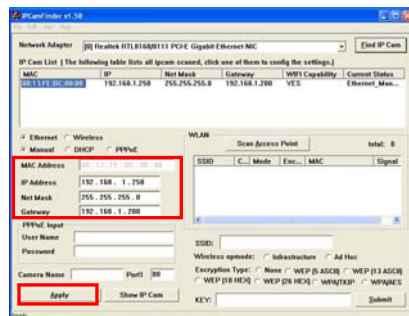 IPCamFinder v1.50
Network Adapter [0] Realtek RTL8168/8111 PCI-E Gigabit Ethernet NIC Find IP Cam
IP Cam List ( The following table lists all ipcam scaned, click one of them to config the settings.)
MAC IP Net Mask Gateway WIFI Capability Current Status
192.168.1.250 255.255.255.0 192.168.1.200 YES Ethernet_Man...
Ethernet Wireless
Manual DHCP PPPoE
MAC Address
IP Address 192 . 168 . 1 . 250
Net Mask 255 . 255 . 255 . 0
Gateway 192 . 168 . 1 . 200
PPPoE Input
User Name
Password
Camera Name Port1 80
Apply Show IP Cam
WLAN
Scan Access Point total: 0
SSID C... Mode Enc... MAC Signal
SSID:
Wireless opmode: Infrastructure Ad Hoc
Encryption Type: None WEP (5 ASCII) WEP (13 ASCII)
WEP (10 HEX) WEP (26 HEX) WPA/TKIP WPA/AES
KEY: Submit